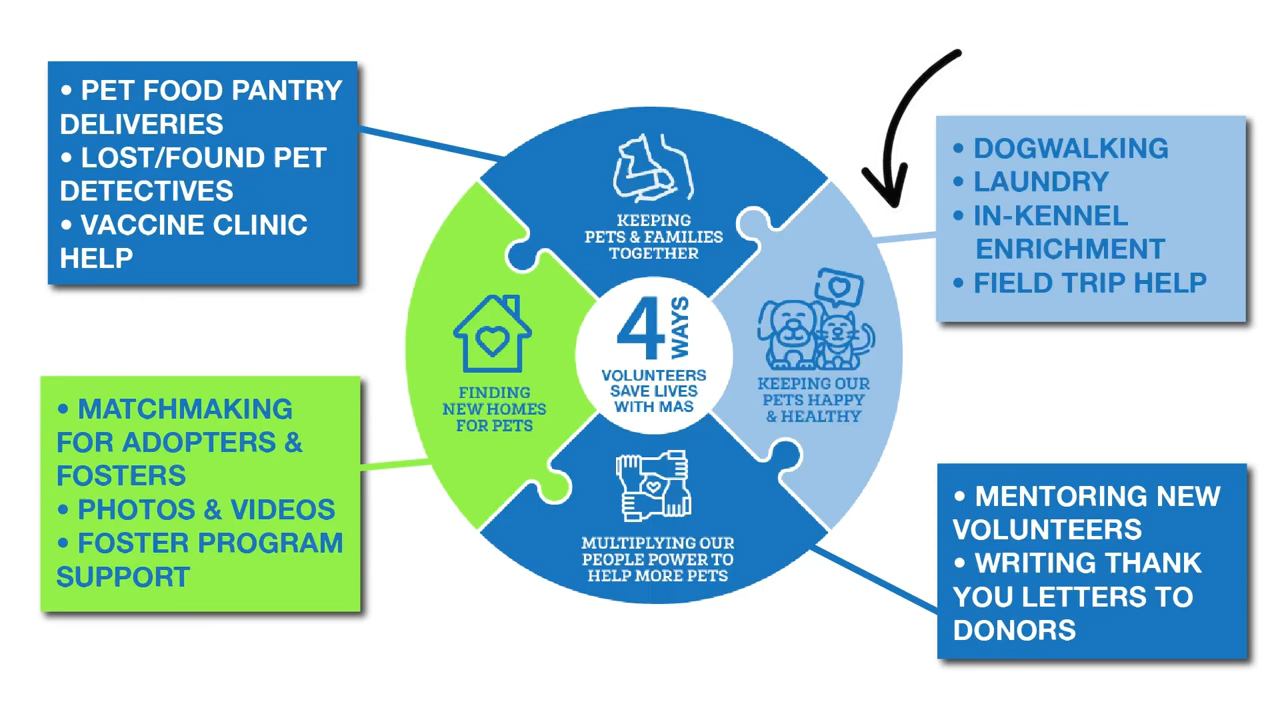 • PET FOOD PANTRY
DELIVERIES
• LOST/FOUND PET
DETECTIVES
• VACCINE CLINIC
HELP
KEEPING
PETS & FAMILIES
TOGETHER
• DOGWALKING
• LAUNDRY
• IN-KENNEL
ENRICHMENT
• FIELD TRIP HELP
FINDING
NEW HOMES
FOR PETS
4 WAYS
VOLUNTEERS
SAVE LIVES
WITH MAS
KEEPING OUR
PETS HAPPY
& HEALTHY
• MATCHMAKING
FOR ADOPTERS &
FOSTERS
• PHOTOS & VIDEOS
• FOSTER PROGRAM
SUPPORT
MULTIPLYING OUR
PEOPLE POWER TO
HELP MORE PETS
• MENTORING NEW
VOLUNTEERS
• WRITING THANK
YOU LETTERS TO
DONORS